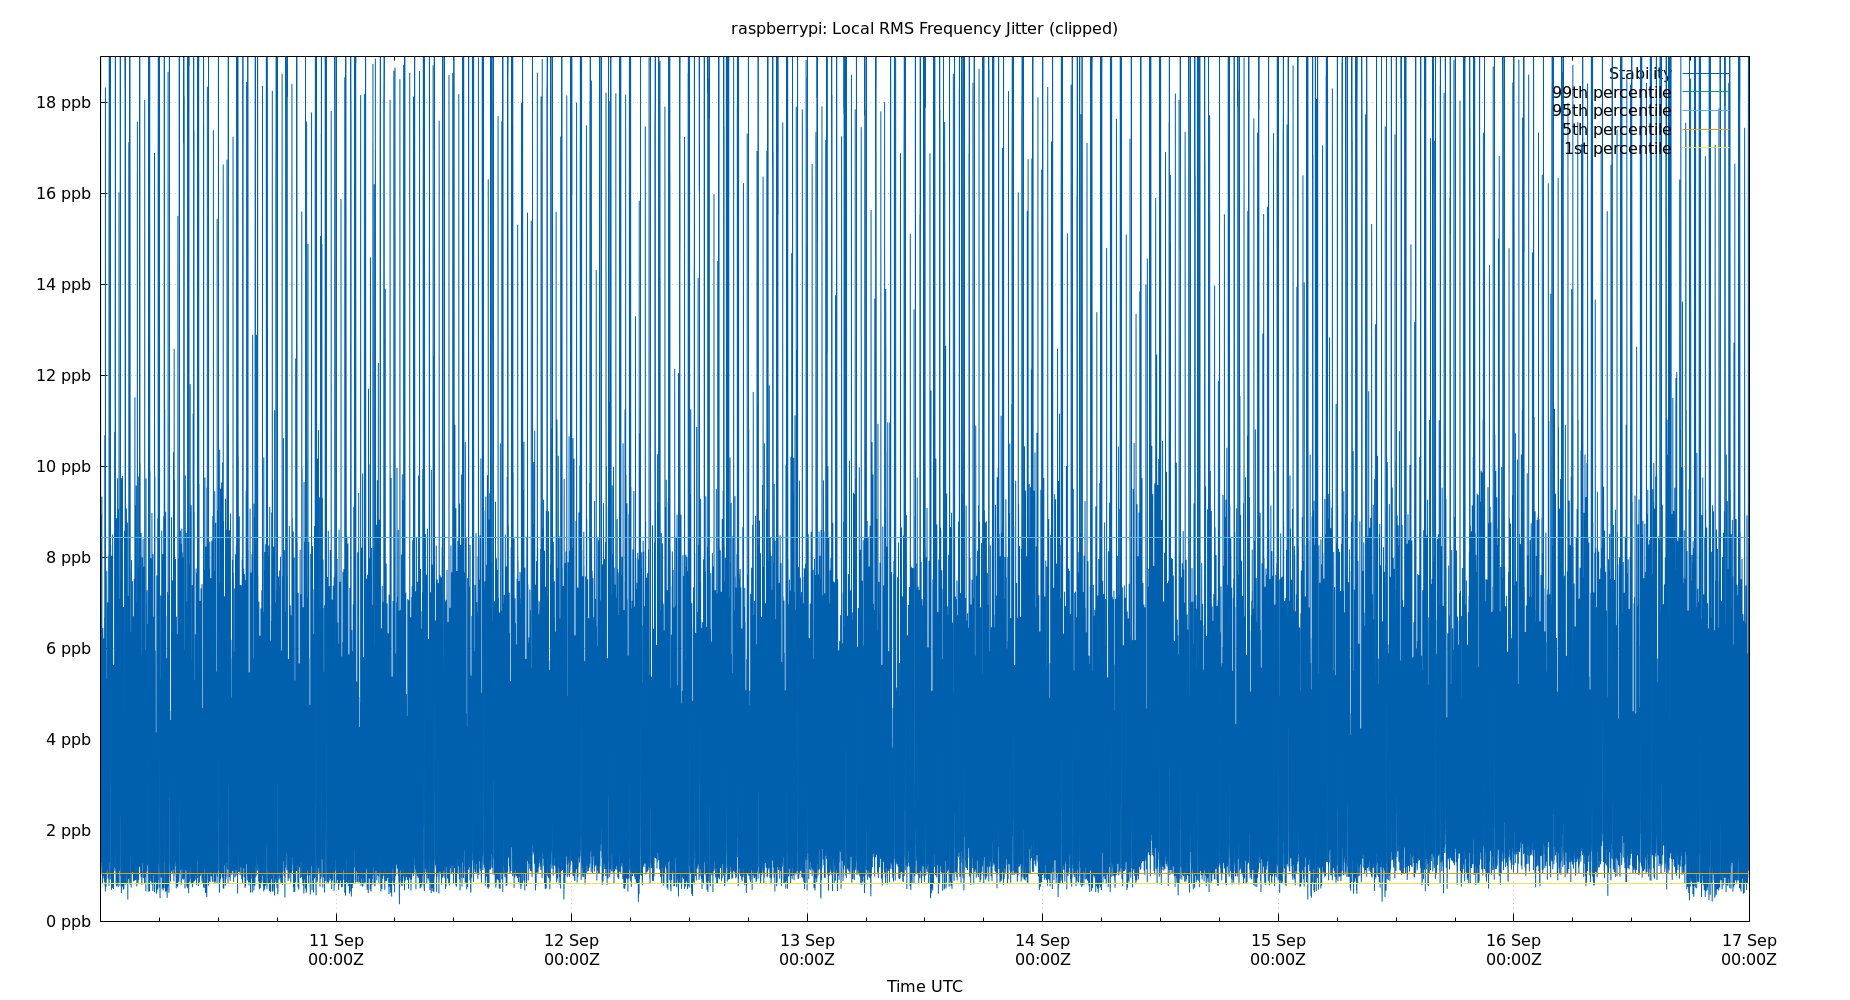 raspberrypi: Local RMS Frequency Jitter (clipped)
Stability
99th percentile
95th percentile
5th percentile
1st percentile
18 ppb
16 ppb
14 ppb
12 ppb
10 ppb
8 ppb
6 ppb
4 ppb
2 ppb
0 ppb
11 Sep 12 Sep 13 Sep 14 Sep 15 Sep 16 Sep 17 Sep
00:00Z 00:00Z 00:00Z 00:00Z 00:00Z 00:00Z 00:00Z
Time UTC